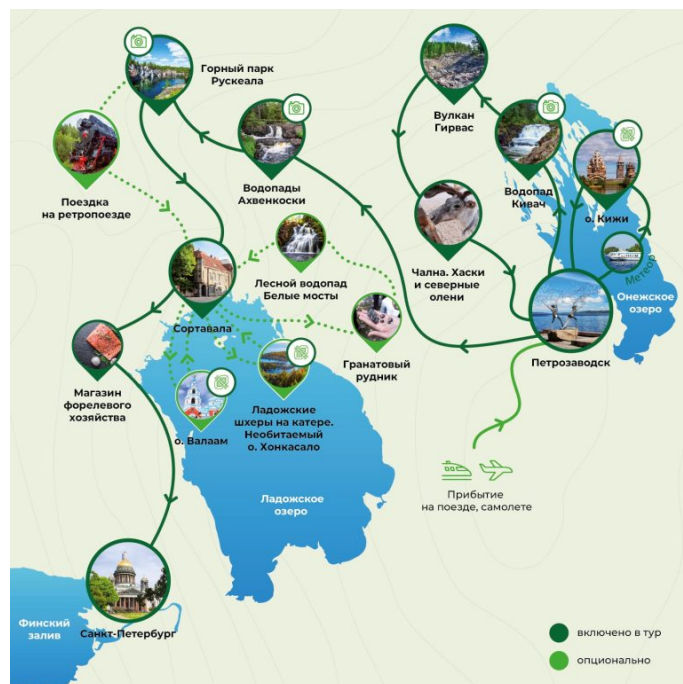 Горный парк
Рускеала
Вулкан
Гирвас
Поездка
на ретропоезде
Водопады
Ахвенкоски
Водопад
Кивач
о. Кижи
Чална. Хаски
и северные
олени
Метеор
Лесной водопад
Белые мосты
Онежское
озеро
Сортавала
Гранатовый
рудник
Петрозаводск
Магазин
форелевого
хозяйства
о. Валаам
Ладожские
шхеры на катере.
Необитаемый
о. Хонкасало
Ладожское
озеро
Прибытие
на поезде, самолете
Финский
залив
Санкт-Петербург
включено в тур
опционально